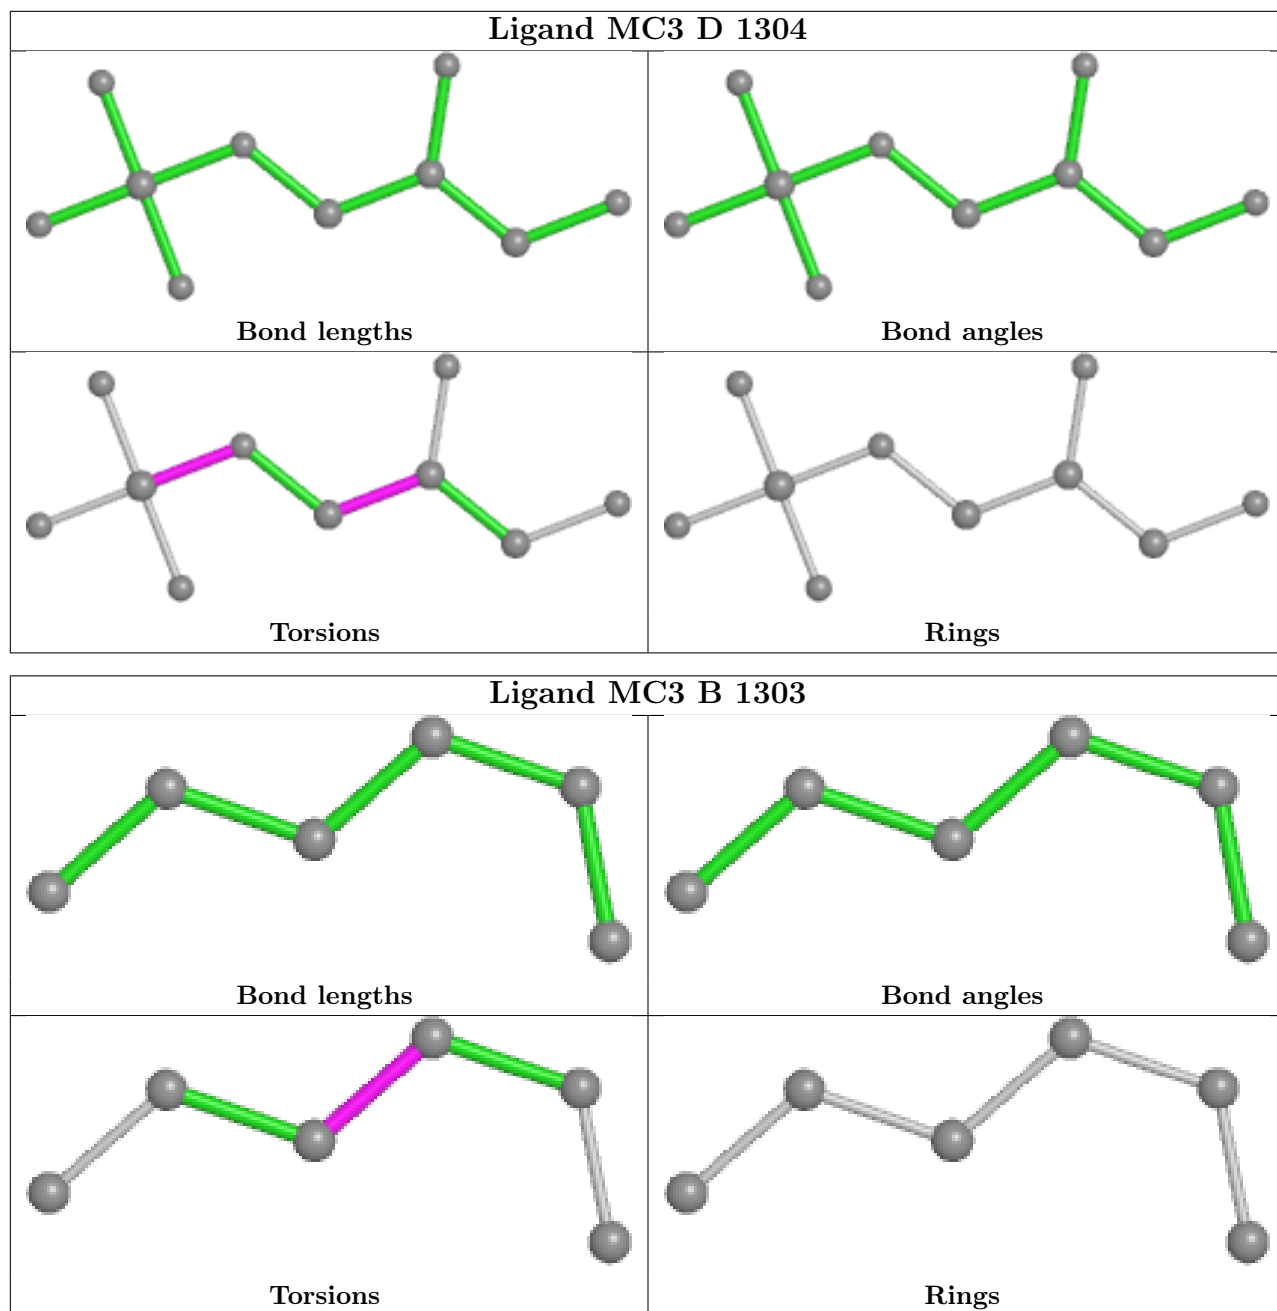 Ligand MC3 D 1304
Bond lengths
Bond angles
Torsions
Rings
Ligand MC3 B 1303
Bond lengths
Bond angles
Torsions
Rings